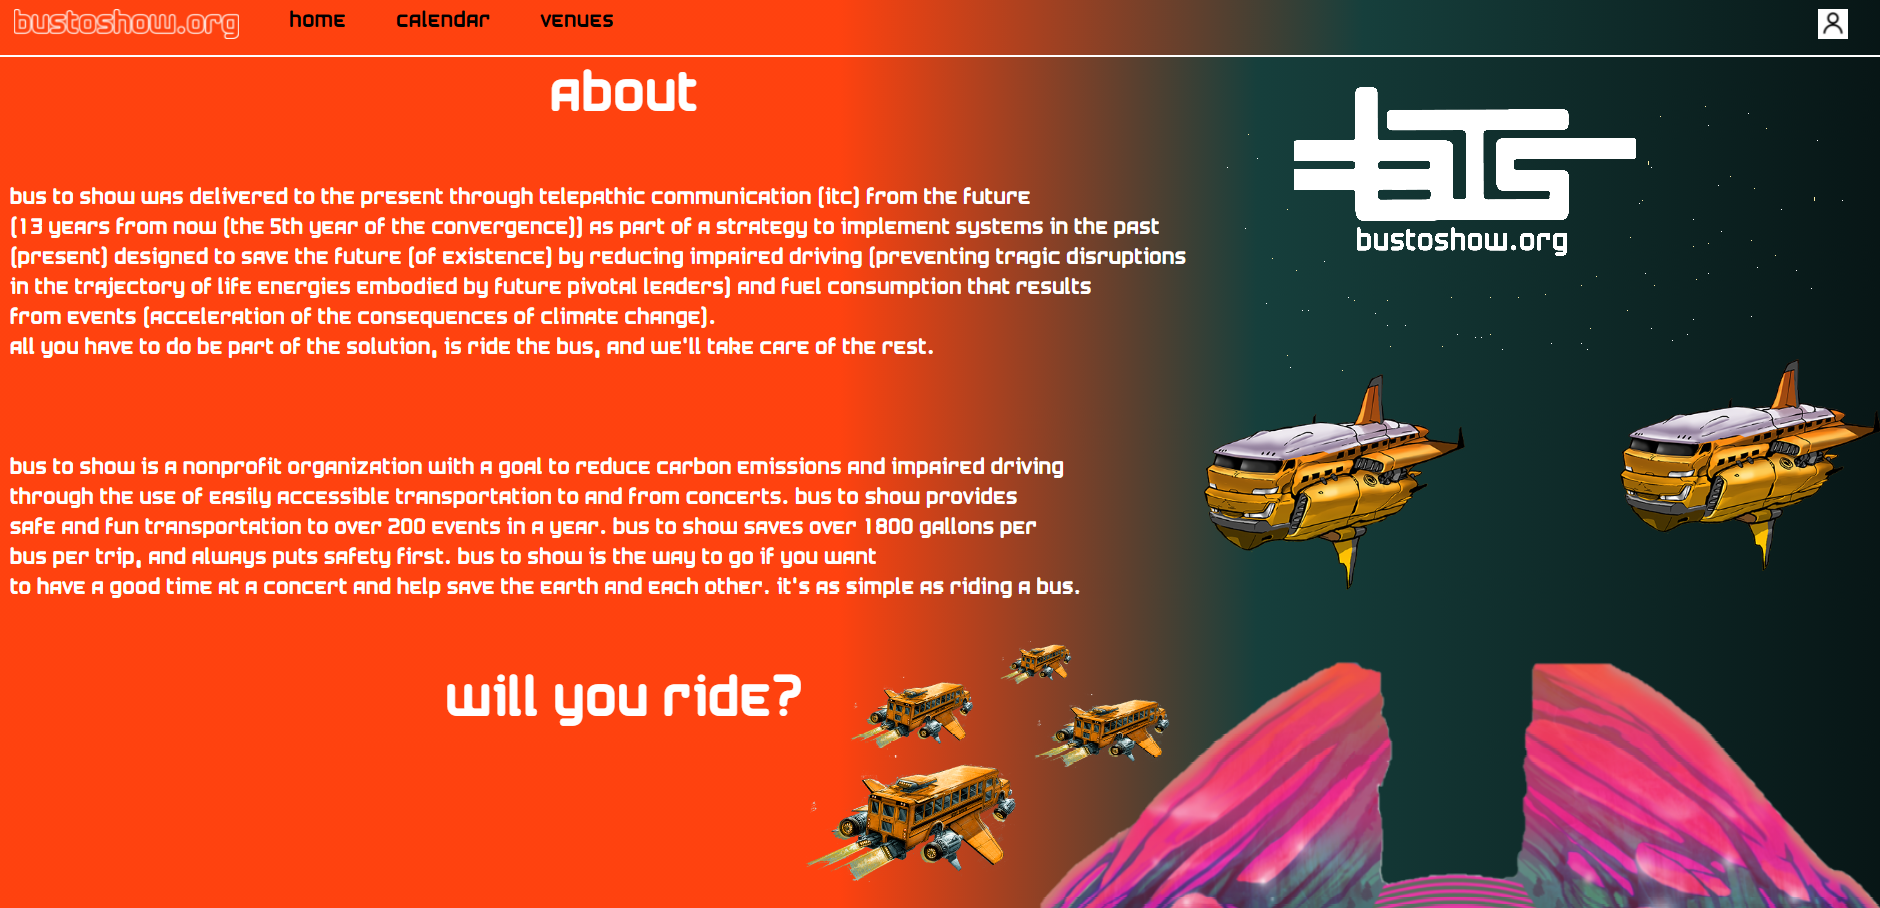 bustoshow.org
home calendar venues
About
bus to show was delivered to the present through telepathic communication (itc) from the future
(13 years from now (the 5th year of the convergence)) as part of a strategy to implement systems in the past
(present) designed to save the future (of existence) by reducing impaired driving (preventing tragic disruptions
in the trajectory of life energies embodied by future pivotal leaders) and fuel consumption that results
from events (acceleration of the consequences of climate change).
All you have to do be part of the solution, is ride the bus, and we'll take care of the rest.
bus to show is a nonprofit organization with a goal to reduce carbon emissions and impaired driving
through the use of easily accessible transportation to and from concerts. bus to show provides
safe and fun transportation to over 200 events in a year. bus to show saves over 1800 gallons per
bus per trip, and always puts safety first. bus to show is the way to go if you want
to have a good time at a concert and help save the earth and each other. it's as simple as riding a bus.
will you ride?
bTS
bustoshow.org